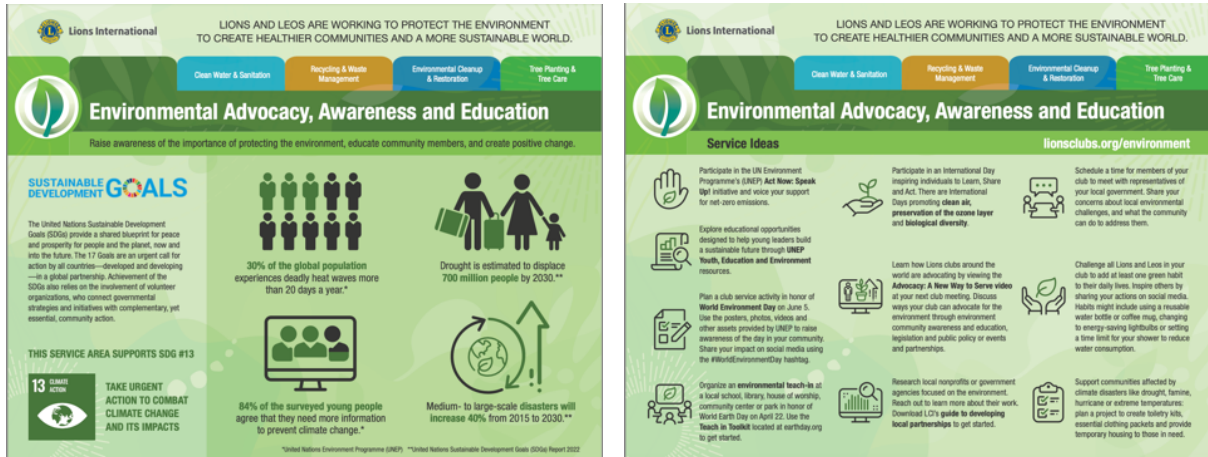 Lions International
LIONS AND LEOS ARE WORKING TO PROTECT THE ENVIRONMENT
TO CREATE HEALTHIER COMMUNITIES AND A MORE SUSTAINABLE WORLD.
Clean Water & Sanitation
Recycling & Waste
Management
Environmental Cleanup
& Restoration
Tree Planting &
Tree Care
Environmental Advocacy, Awareness and Education
Raise awareness of the importance of protecting the environment, educate community members, and create positive change.
SUSTAINABLE
DEVELOPMENT GOALS
The United Nations Sustainable Development
Goals (SDGs) provide a shared blueprint for peace
and prosperity for people and the planet, now and
into the future. The 17 Goals are an urgent call for
action by all countries—developed and developing
—in a global partnership. Achievement of the
SDGs also relies on the involvement of volunteer
organizations, who connect governmental
strategies and initiatives with complementary, yet
essential, community action.
THIS SERVICE AREA SUPPORTS SDG #13
13 CLIMATE
ACTION
TAKE URGENT
ACTION TO COMBAT
CLIMATE CHANGE
AND ITS IMPACTS
30% of the global population
experiences deadly heat waves more
than 20 days a year.*
Drought is estimated to displace
700 million people by 2030.**
84% of the surveyed young people
agree that they need more information
to prevent climate change.*
Medium- to large-scale disasters will
increase 40% from 2015 to 2030.**
*United Nations Environment Programme (UNEP) **United Nations Sustainable Development Goals (SDGs) Report 2022
Lions International
LIONS AND LEOS ARE WORKING TO PROTECT THE ENVIRONMENT
TO CREATE HEALTHIER COMMUNITIES AND A MORE SUSTAINABLE WORLD.
Clean Water & Sanitation
Recycling & Waste
Management
Environmental Cleanup
& Restoration
Tree Planting &
Tree Care
Environmental Advocacy, Awareness and Education
Service Ideas
lionsclubs.org/environment
Participate in the UN Environment
Programme's (UNEP) Act Now: Speak
Up! initiative and voice your support
for net-zero emissions.
Explore educational opportunities
designed to help young leaders build
a sustainable future through UNEP
Youth, Education and Environment
resources.
Plan a club service activity in honor of
World Environment Day on June 5.
Use the posters, photos, videos and
other assets provided by UNEP to raise
awareness of the day in your community.
Share your impact on social media using
the #WorldEnvironmentDay hashtag.
Organize an environmental teach-in at
a local school, library, house of worship,
community center or park in honor of
World Earth Day on April 22. Use the
Teach in Toolkit located at earthday.org
to get started.
Participate in an International Day
inspiring individuals to Learn, Share
and Act. There are International
Days promoting clean air,
preservation of the ozone layer
and biological diversity.
Learn how Lions clubs around the
world are advocating by viewing the
Advocacy: A New Way to Serve video
at your next club meeting. Discuss
ways your club can advocate for the
environment through environment
community awareness and education,
legislation and public policy or events
and partnerships.
Research local nonprofits or government
agencies focused on the environment.
Reach out to learn more about their work.
Download LCI's guide to developing
local partnerships to get started.
Schedule a time for members of your
club to meet with representatives of
your local government. Share your
concerns about local environmental
challenges, and what the community
can do to address them.
Challenge all Lions and Leos in your
club to add at least one green habit
to their daily lives. Inspire others by
sharing your actions on social media.
Habits might include using a reusable
water bottle or coffee mug, changing
to energy-saving lightbulbs or setting
a time limit for your shower to reduce
water consumption.
Support communities affected by
climate disasters like drought, famine,
hurricane or extreme temperatures:
plan a project to create toiletry kits,
essential clothing packets and provide
temporary housing to those in need.